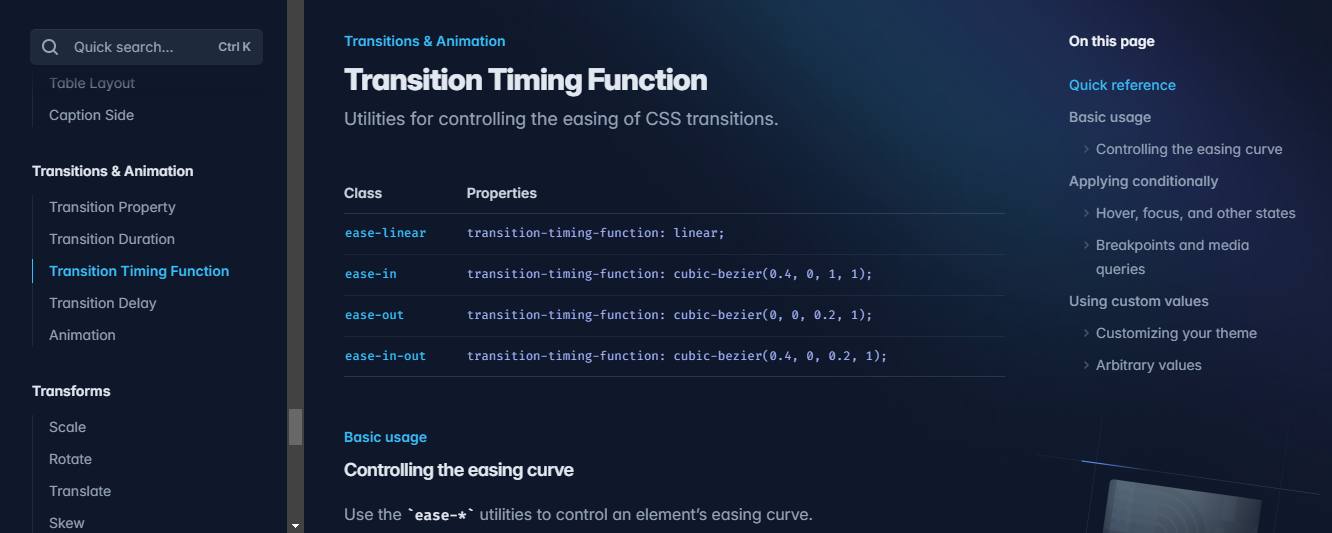 Quick search...
Ctrl K
Table Layout
Caption Side
Transitions & Animation
Transition Property
Transition Duration
Transition Timing Function
Transition Delay
Animation
Transforms
Scale
Rotate
Translate
Skew
Transitions & Animation
Transition Timing Function
Utilities for controlling the easing of CSS transitions.
Class Properties
ease-linear transition-timing-function: linear;
ease-in transition-timing-function: cubic-bezier(0.4, 0, 1, 1);
ease-out transition-timing-function: cubic-bezier(0, 0, 0.2, 1);
ease-in-out transition-timing-function: cubic-bezier(0.4, 0, 0.2, 1);
Basic usage
Controlling the easing curve
Use the `ease-*` utilities to control an element’s easing curve.
On this page
Quick reference
Basic usage
Controlling the easing curve
Applying conditionally
Hover, focus, and other states
Breakpoints and media
queries
Using custom values
Customizing your theme
Arbitrary values